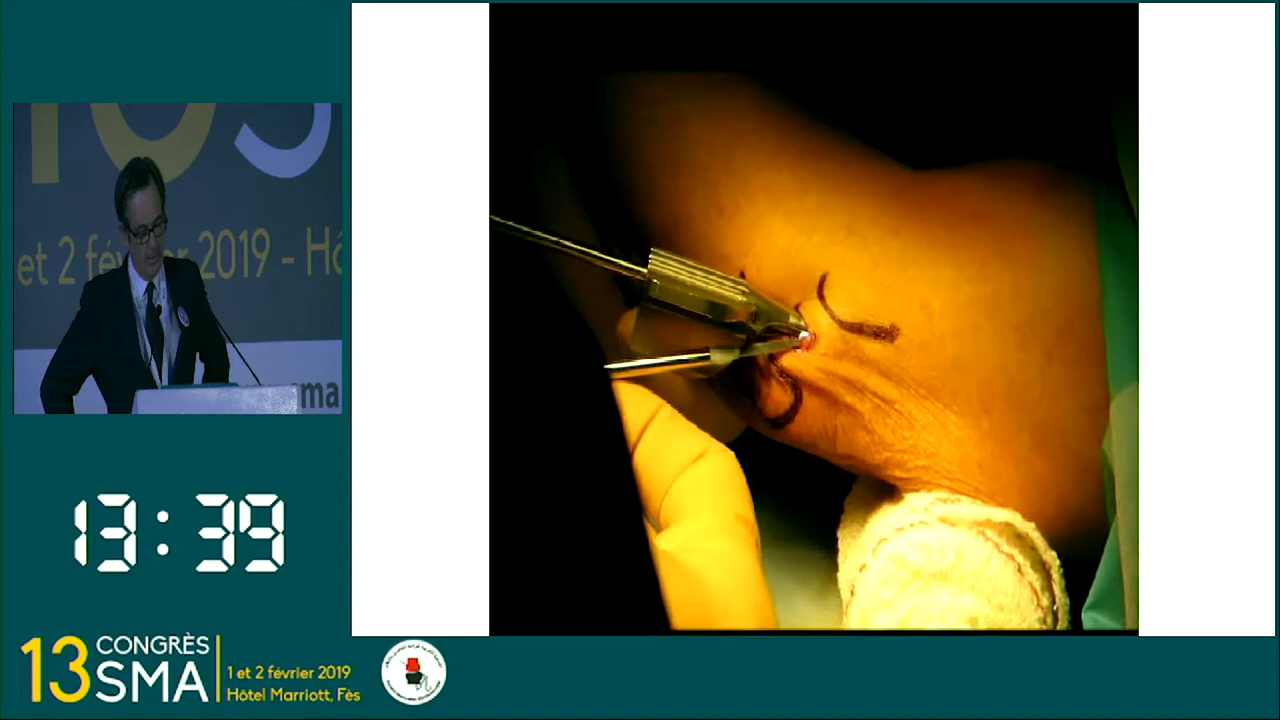 et 2 février 2019 - Hô
ma
13:39
13 CONGRÈS
SMA
1 et 2 février 2019
Hôtel Marriott, Fès